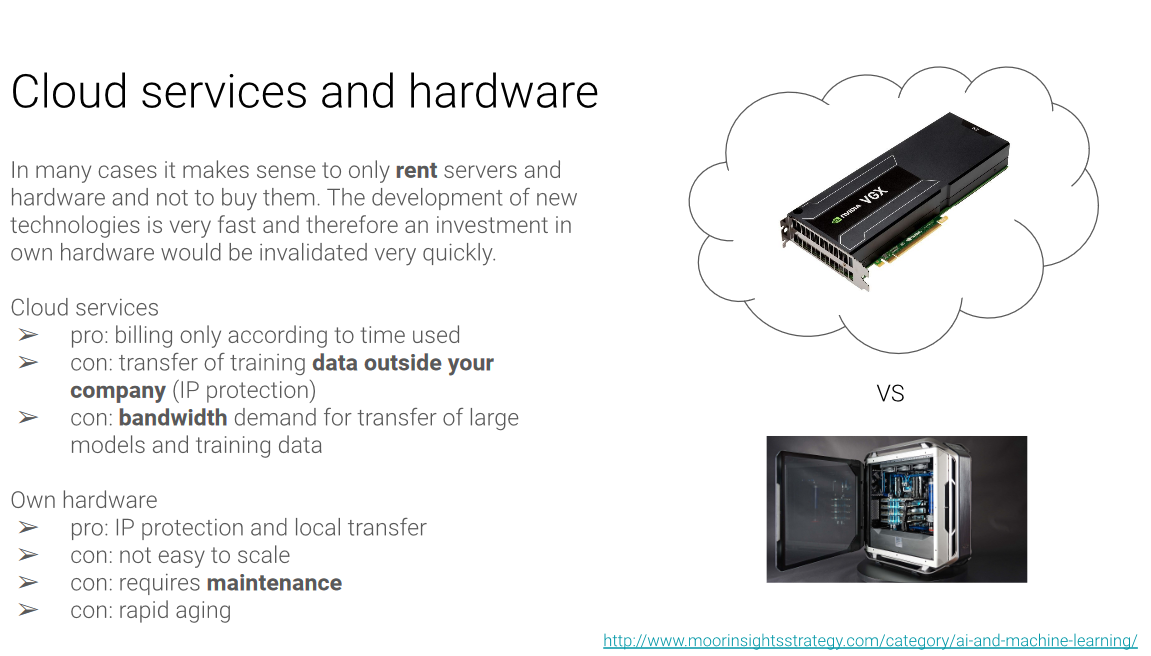 Cloud services and hardware
In many cases it makes sense to only rent servers and
hardware and not to buy them. The development of new
technologies is very fast and therefore an investment in
own hardware would be invalidated very quickly.
Cloud services
➢ pro: billing only according to time used
➢ con: transfer of training data outside your
company (IP protection)
➢ con: bandwidth demand for transfer of large
models and training data
Own hardware
➢ pro: IP protection and local transfer
➢ con: not easy to scale
➢ con: requires maintenance
➢ con: rapid aging
NVIDIA VGX
VS
http://www.moorinsightsstrategy.com/category/ai-and-machine-learning/